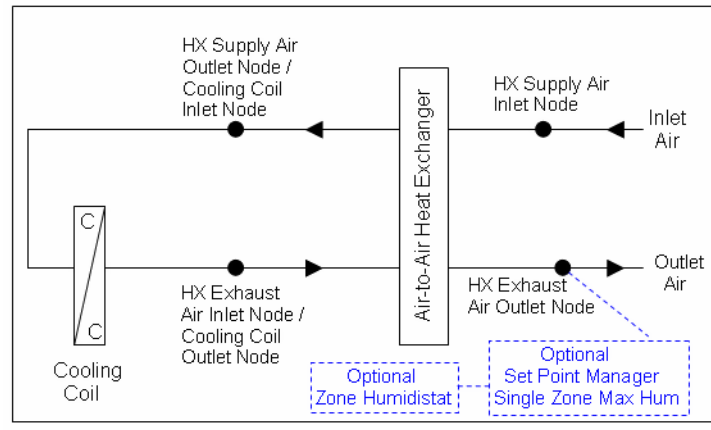 HX Supply Air
Outlet Node /
Cooling Coil
Inlet Node
Air-to-Air Heat Exchanger
HX Supply Air
Inlet Node
Inlet
Air
C
C
Cooling
Coil
HX Exhaust
Air Inlet Node /
Cooling Coil
Outlet Node
HX Exhaust
Air Outlet Node
Outlet
Air
Optional
Zone Humidistat
Optional
Set Point Manager
Single Zone Max Hum